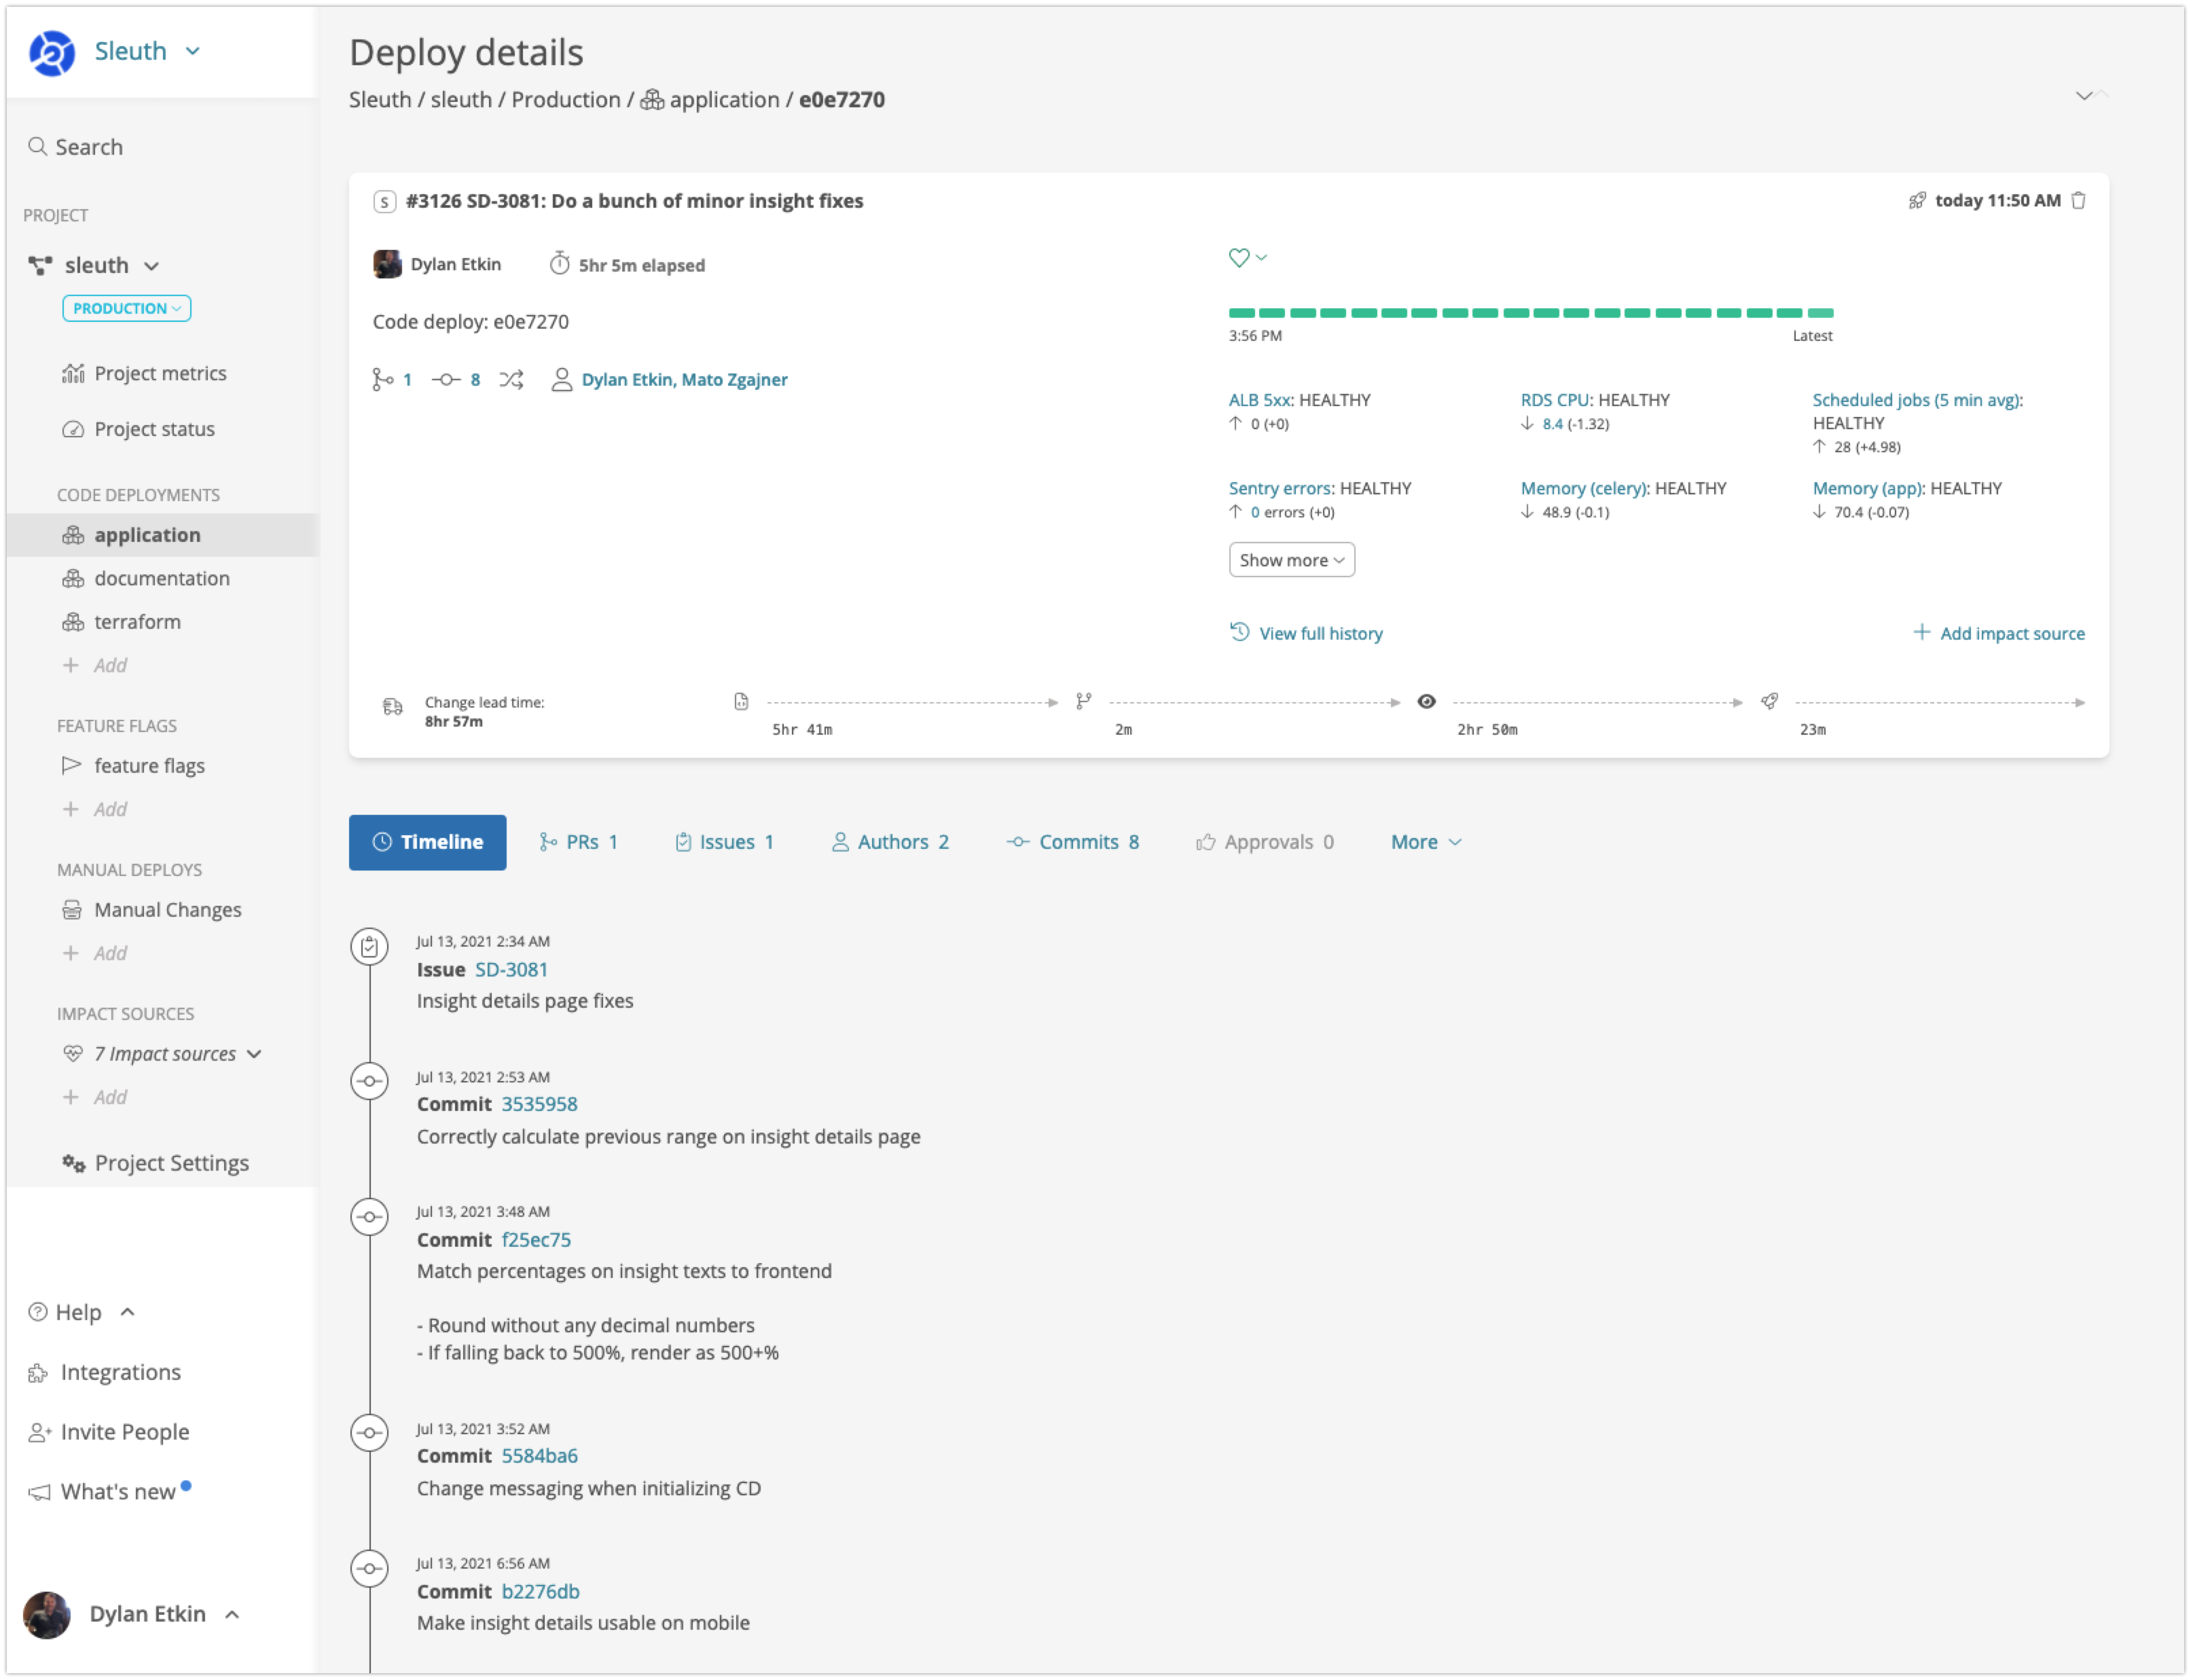 Sleuth
Search
PROJECT
sleuth
PRODUCTION
Project metrics
Project status
CODE DEPLOYMENTS
application
documentation
terraform
Add
FEATURE FLAGS
feature flags
Add
MANUAL DEPLOYS
Manual Changes
Add
IMPACT SOURCES
7 Impact sources
Add
Project Settings
Help
Integrations
Invite People
What's new
Dylan Etkin
Deploy details
Sleuth / sleuth / Production / application / e0e7270
S #3126 SD-3081: Do a bunch of minor insight fixes
today 11:50 AM
Dylan Etkin 5hr 5m elapsed
Code deploy: e0e7270
1 8 Dylan Etkin, Mato Zgajner
3:56 PM Latest
ALB 5xx: HEALTHY
0 (+0)
RDS CPU: HEALTHY
8.4 (-1.32)
Scheduled jobs (5 min avg):
HEALTHY
28 (+4.98)
Sentry errors: HEALTHY
0 errors (+0)
Memory (celery): HEALTHY
48.9 (-0.1)
Memory (app): HEALTHY
70.4 (-0.07)
Show more
View full history
Add impact source
Change lead time:
8hr 57m
5hr 41m
2m
2hr 50m
23m
Timeline PRs 1 Issues 1 Authors 2 Commits 8 Approvals 0 More
Jul 13, 2021 2:34 AM
Issue SD-3081
Insight details page fixes
Jul 13, 2021 2:53 AM
Commit 3535958
Correctly calculate previous range on insight details page
Jul 13, 2021 3:48 AM
Commit f25ec75
Match percentages on insight texts to frontend
- Round without any decimal numbers
- If falling back to 500%, render as 500+%
Jul 13, 2021 3:52 AM
Commit 5584ba6
Change messaging when initializing CD
Jul 13, 2021 6:56 AM
Commit b2276db
Make insight details usable on mobile